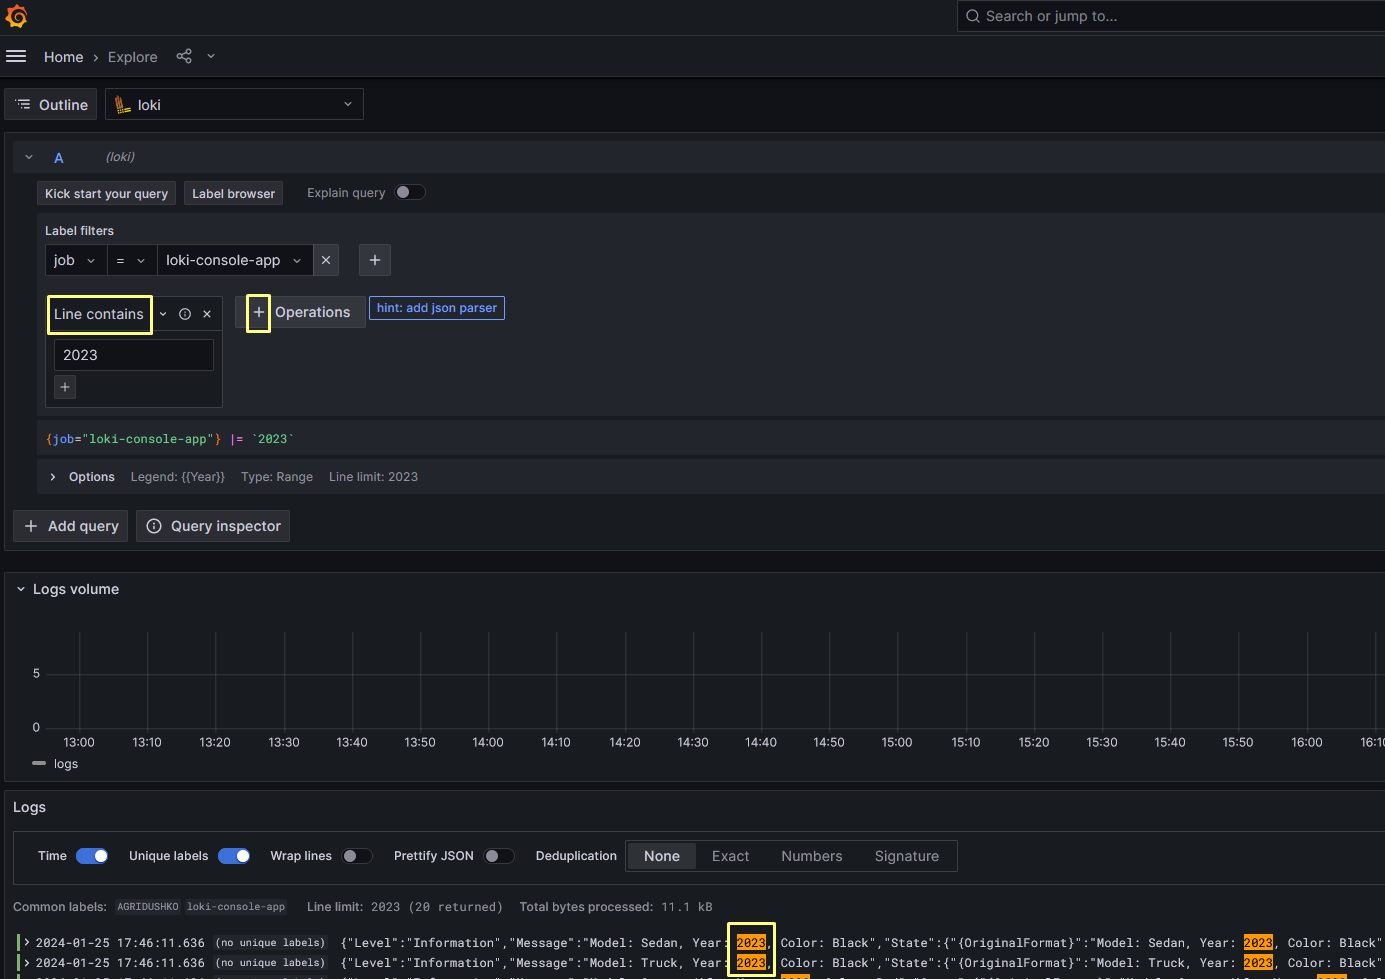 Search or jump to...
Home › Explore
Outline loki
A (loki)
Kick start your query Label browser Explain query
Label filters
job = loki-console-app × +
Line contains × + Operations hint: add json parser
2023
+
{job="loki-console-app"} |= `2023`
Options Legend: {{Year}} Type: Range Line limit: 2023
+ Add query Query inspector
Logs volume
5
0
13:00 13:10 13:20 13:30 13:40 13:50 14:00 14:10 14:20 14:30 14:40 14:50 15:00 15:10 15:20 15:30 15:40 15:50 16:00 16:10
logs
Logs
Time Unique labels Wrap lines Prettify JSON Deduplication None Exact Numbers Signature
Common labels: AGRIDUSHKO loki-console-app Line limit: 2023 (20 returned) Total bytes processed: 11.1 kB
2024-01-25 17:46:11.636 (no unique labels) {"Level":"Information","Message":"Model: Sedan, Year: 2023, Color: Black","State":{"{OriginalFormat}":"Model: Sedan, Year: 2023, Color: Black"
2024-01-25 17:46:11.636 (no unique labels) {"Level":"Information","Message":"Model: Truck, Year: 2023, Color: Black","State":{"{OriginalFormat}":"Model: Truck, Year: 2023, Color: Black"